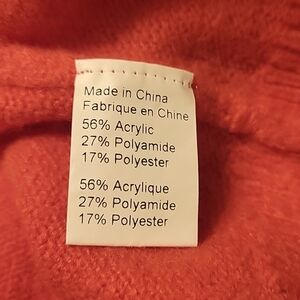 Made in China
Fabrique en Chine
56% Acrylic
27% Polyamide
17% Polyester
56% Acrylique
27% Polyamide
17% Polyester